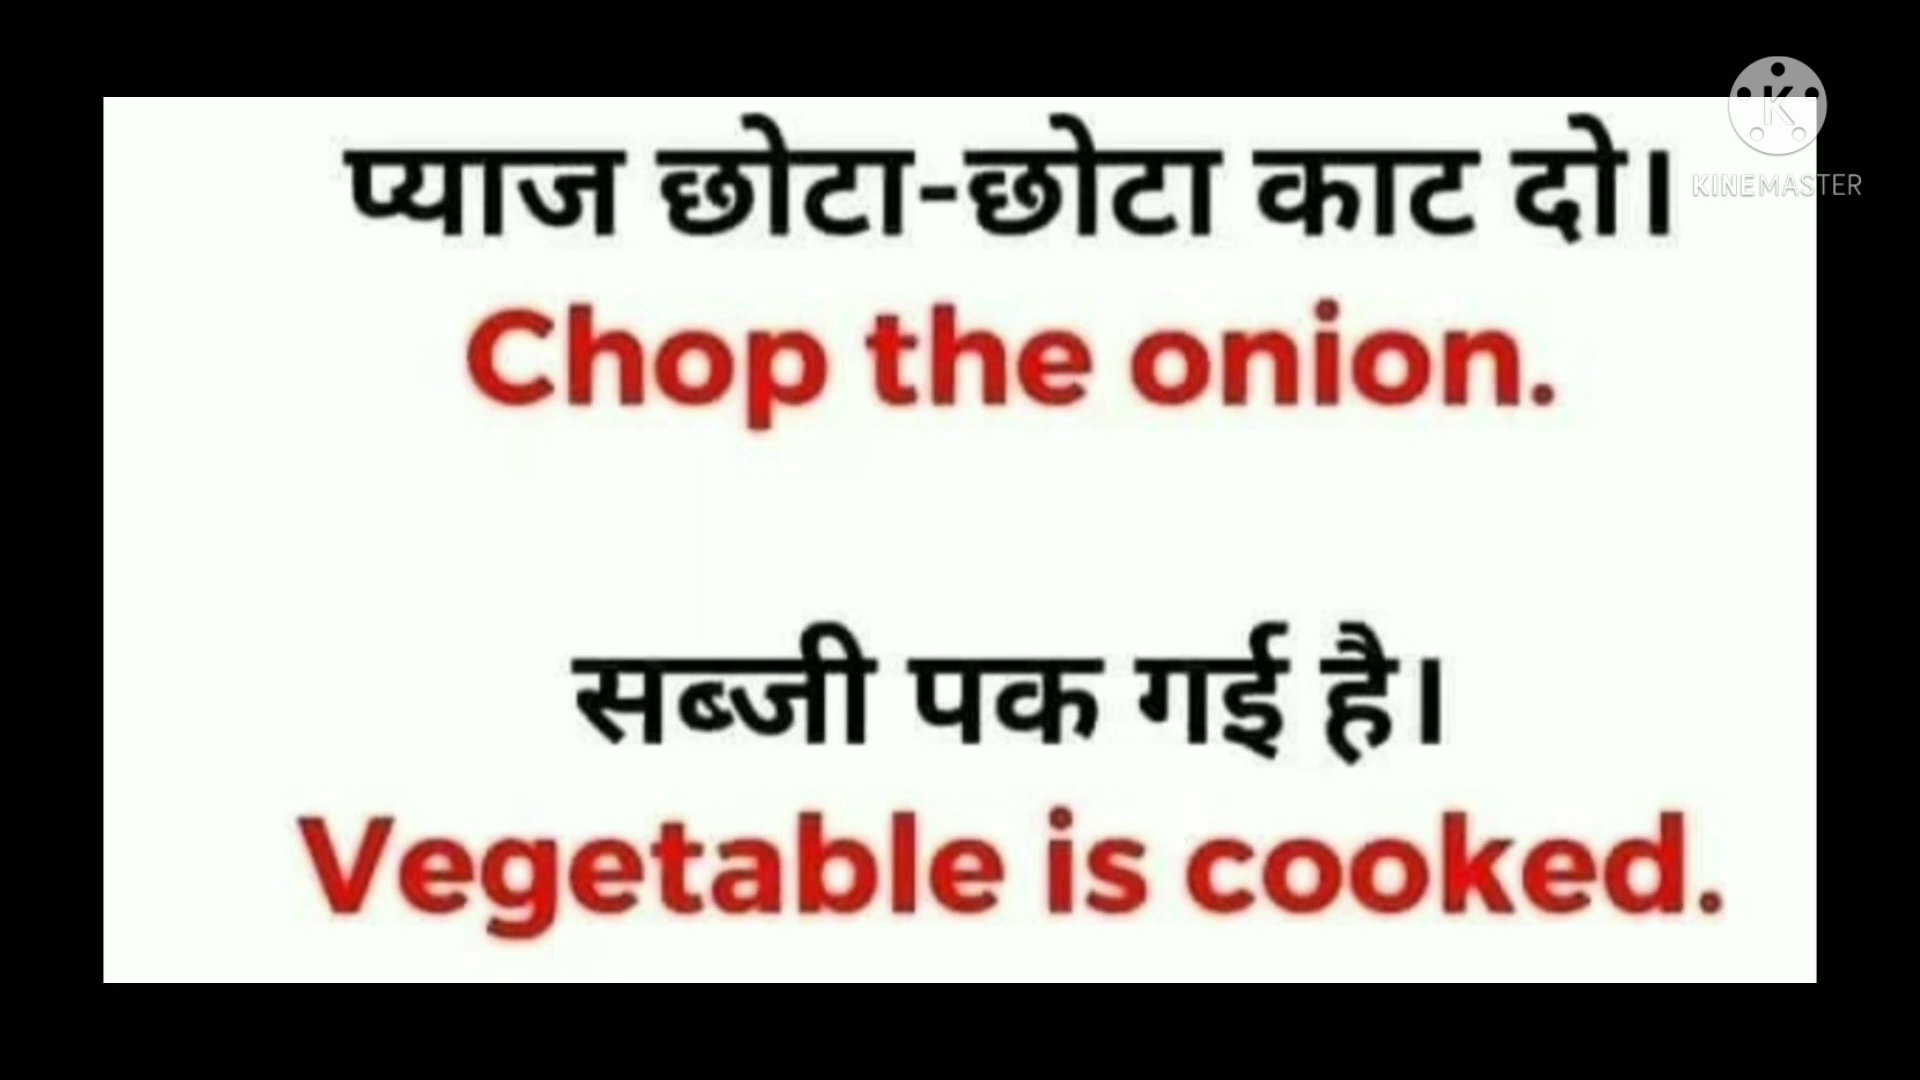 प्याज छोटा-छोटा काट दो।
K
KINEMASTER
Chop the onion.
सब्जी पक गई है।
Vegetable is cooked.